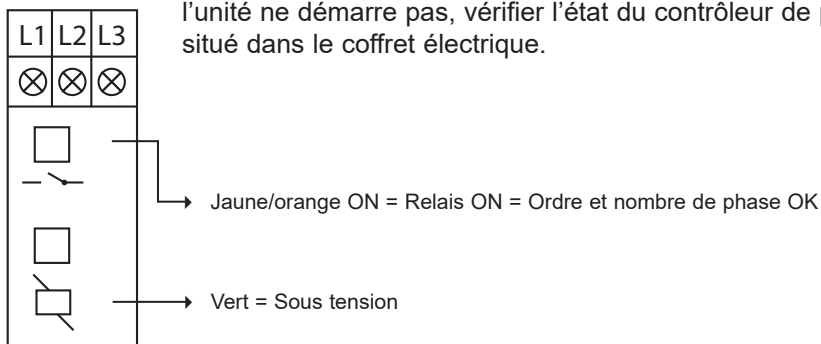 l’unité ne démarre pas, vérifier l’état du contrôleur de
situé dans le coffret électrique.
L1 L2 L3
Jaune/orange ON = Relais ON = Ordre et nombre de phase OK
Vert = Sous tension